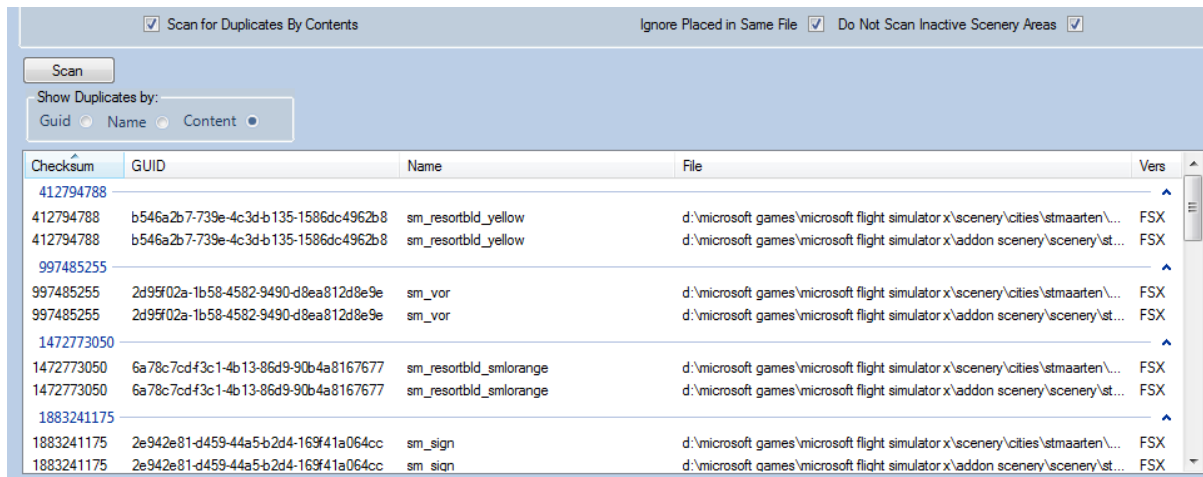 Scan for Duplicates By Contents Ignore Placed in Same File Do Not Scan Inactive Scenery Areas
Scan
Show Duplicates by:
Guid Name Content
Checksum GUID Name File Vers
412794788
412794788 b546a2b7-739e-4c3d-b135-1586dc4962b8 sm_resortbld_yellow d:\microsoft games\microsoft flight simulator x\scenery\cities\stmaarten\... FSX
412794788 b546a2b7-739e-4c3d-b135-1586dc4962b8 sm_resortbld_yellow d:\microsoft games\microsoft flight simulator x\addon scenery\scenery\st... FSX
997485255
997485255 2d95f02a-1b58-4582-9490-d8ea812d8e9e sm_vor d:\microsoft games\microsoft flight simulator x\scenery\cities\stmaarten\... FSX
997485255 2d95f02a-1b58-4582-9490-d8ea812d8e9e sm_vor d:\microsoft games\microsoft flight simulator x\addon scenery\scenery\st... FSX
1472773050
1472773050 6a78c7cd-f3c1-4b13-86d9-90b4a8167677 sm_resortbld_smlorange d:\microsoft games\microsoft flight simulator x\scenery\cities\stmaarten\... FSX
1472773050 6a78c7cd-f3c1-4b13-86d9-90b4a8167677 sm_resortbld_smlorange d:\microsoft games\microsoft flight simulator x\addon scenery\scenery\st... FSX
1883241175
1883241175 2e942e81-d459-44a5-b2d4-169f41a064cc sm_sign d:\microsoft games\microsoft flight simulator x\scenery\cities\stmaarten\... FSX
1883241175 2e942e81-d459-44a5-b2d4-169f41a064cc sm_sign d:\microsoft games\microsoft flight simulator x\addon scenery\scenery\st... FSX